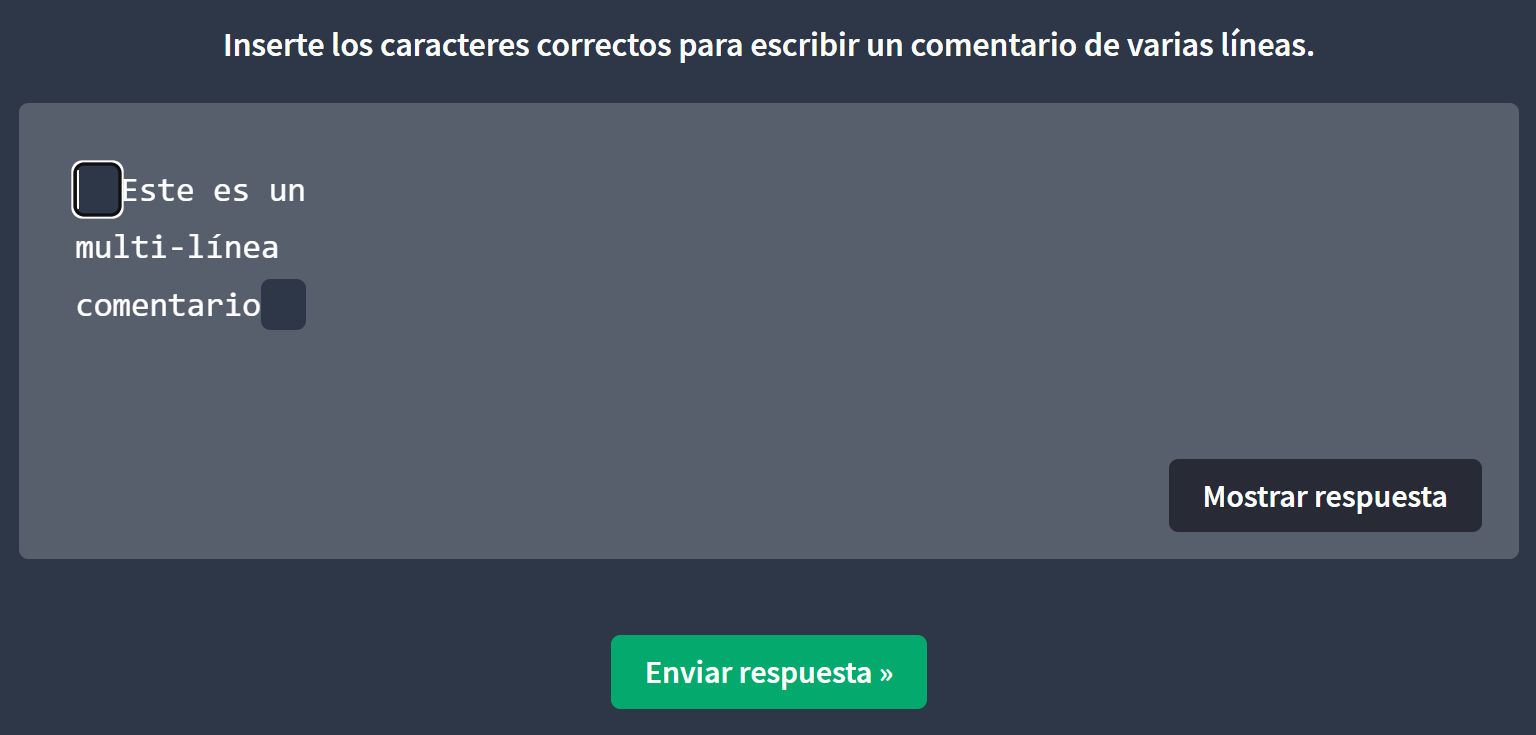 Inserte los caracteres correctos para escribir un comentario de varias líneas.
Este es un
multi-línea
comentario
Mostrar respuesta
Enviar respuesta »